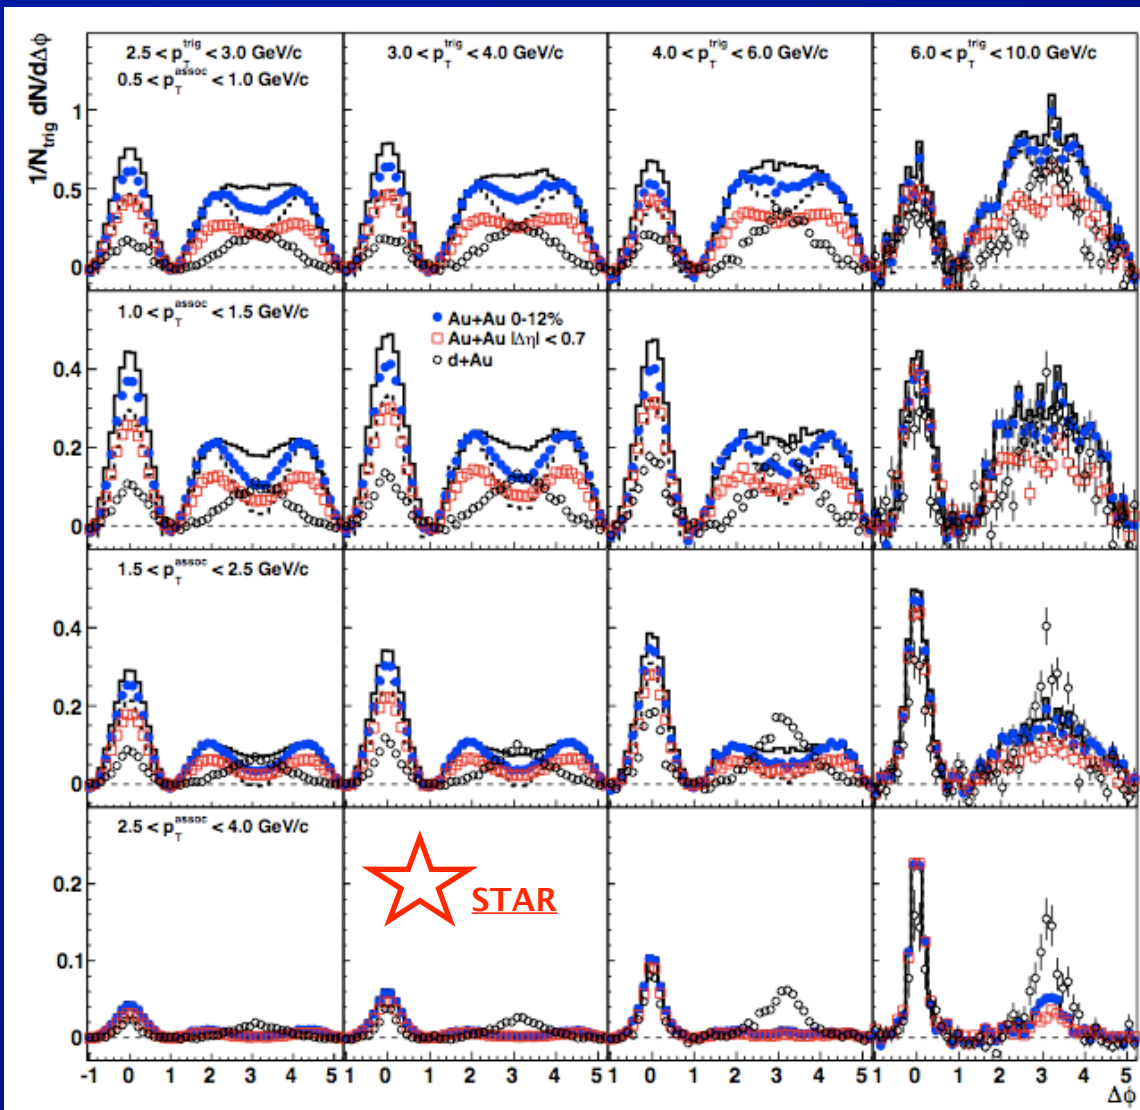 2.5 < p_T^trig < 3.0 GeV/c
0.5 < p_T^assoc < 1.0 GeV/c
3.0 < p_T^trig < 4.0 GeV/c
4.0 < p_T^trig < 6.0 GeV/c
6.0 < p_T^trig < 10.0 GeV/c
1/N_trig dN/dΔϕ
1
0.5
0
1.0 < p_T^assoc < 1.5 GeV/c
Au+Au 0-12%
Au+Au |Δη| < 0.7
d+Au
0.4
0.2
0
1.5 < p_T^assoc < 2.5 GeV/c
0.4
0.2
0
2.5 < p_T^assoc < 4.0 GeV/c
STAR
0.2
0.1
0
-1 0 1 2 3 4 5 1 0 1 2 3 4 5 1 0 1 2 3 4 5 1 0 1 2 3 4 5
Δϕ